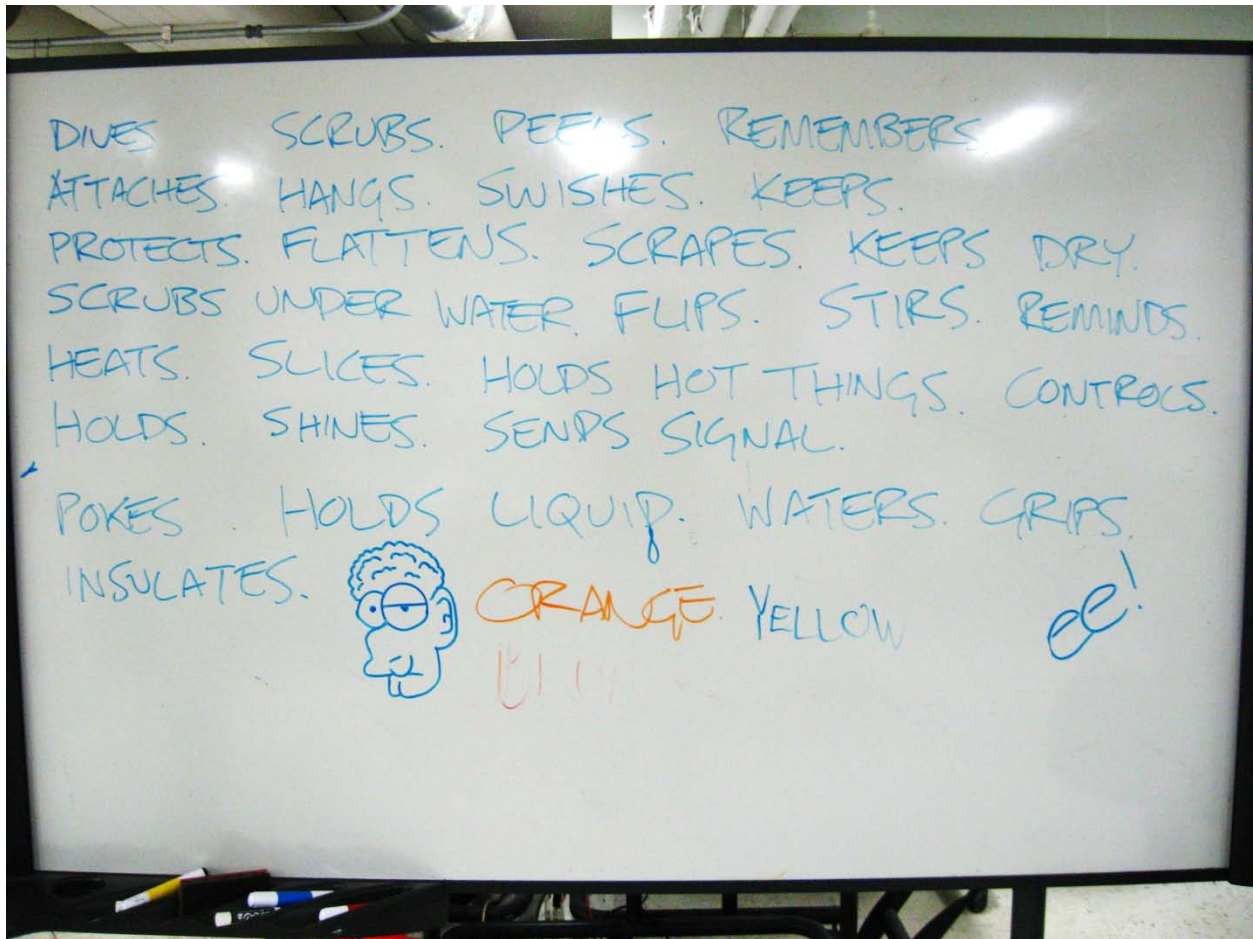 DIVES SCRUBS. PEELS. REMEMBERS
ATTACHES. HANGS. SWISHES. KEEPS.
PROTECTS. FLATTENS. SCRAPES. KEEPS DRY.
SCRUBS UNDER WATER. FLIPS. STIRS. REMINDS.
HEATS. SLICES. HOLDS HOT THINGS. CONTROLS.
HOLDS. SHINES. SENDS SIGNAL.
POKES. HOLDS LIQUID. WATERS. GRIPS.
INSULATES. ORANGE. YELLOW ee!